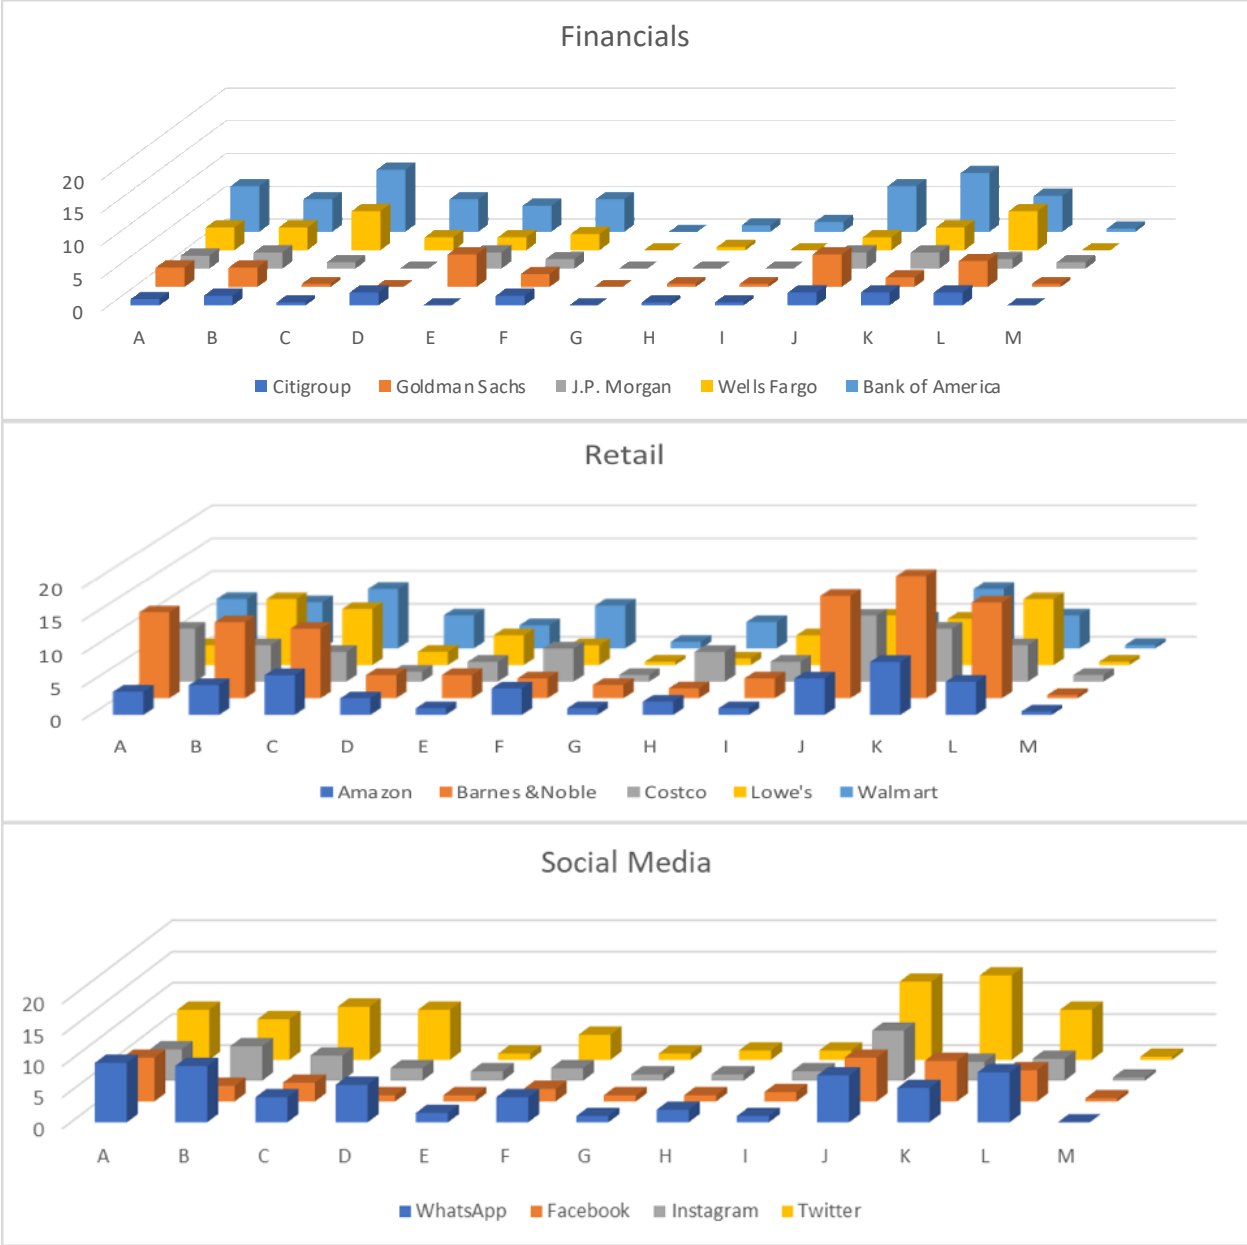 Financials
20
15
10
5
0
A B C D E F G H I J K L M
Citigroup Goldman Sachs J.P. Morgan Wells Fargo Bank of America
Retail
20
15
10
5
0
A B C D E F G H I J K L M
Amazon Barnes &Noble Costco Lowe's Walmart
Social Media
20
15
10
5
0
A B C D E F G H I J K L M
WhatsApp Facebook Instagram Twitter